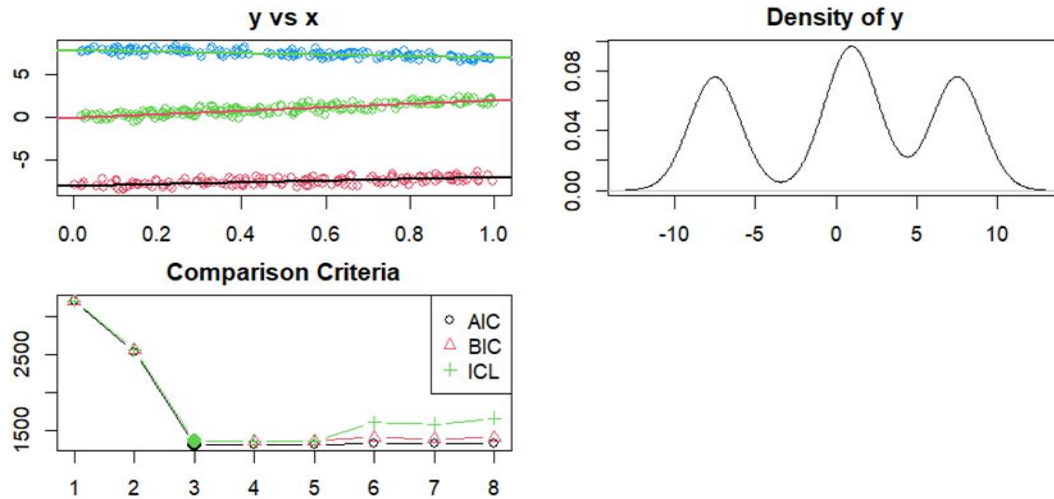 y vs x
5
0
-5
0.0 0.2 0.4 0.6 0.8 1.0
Density of y
0.08
0.04
0.00
-10 -5 0 5 10
Comparison Criteria
2500
1500
AIC
BIC
ICL
1 2 3 4 5 6 7 8